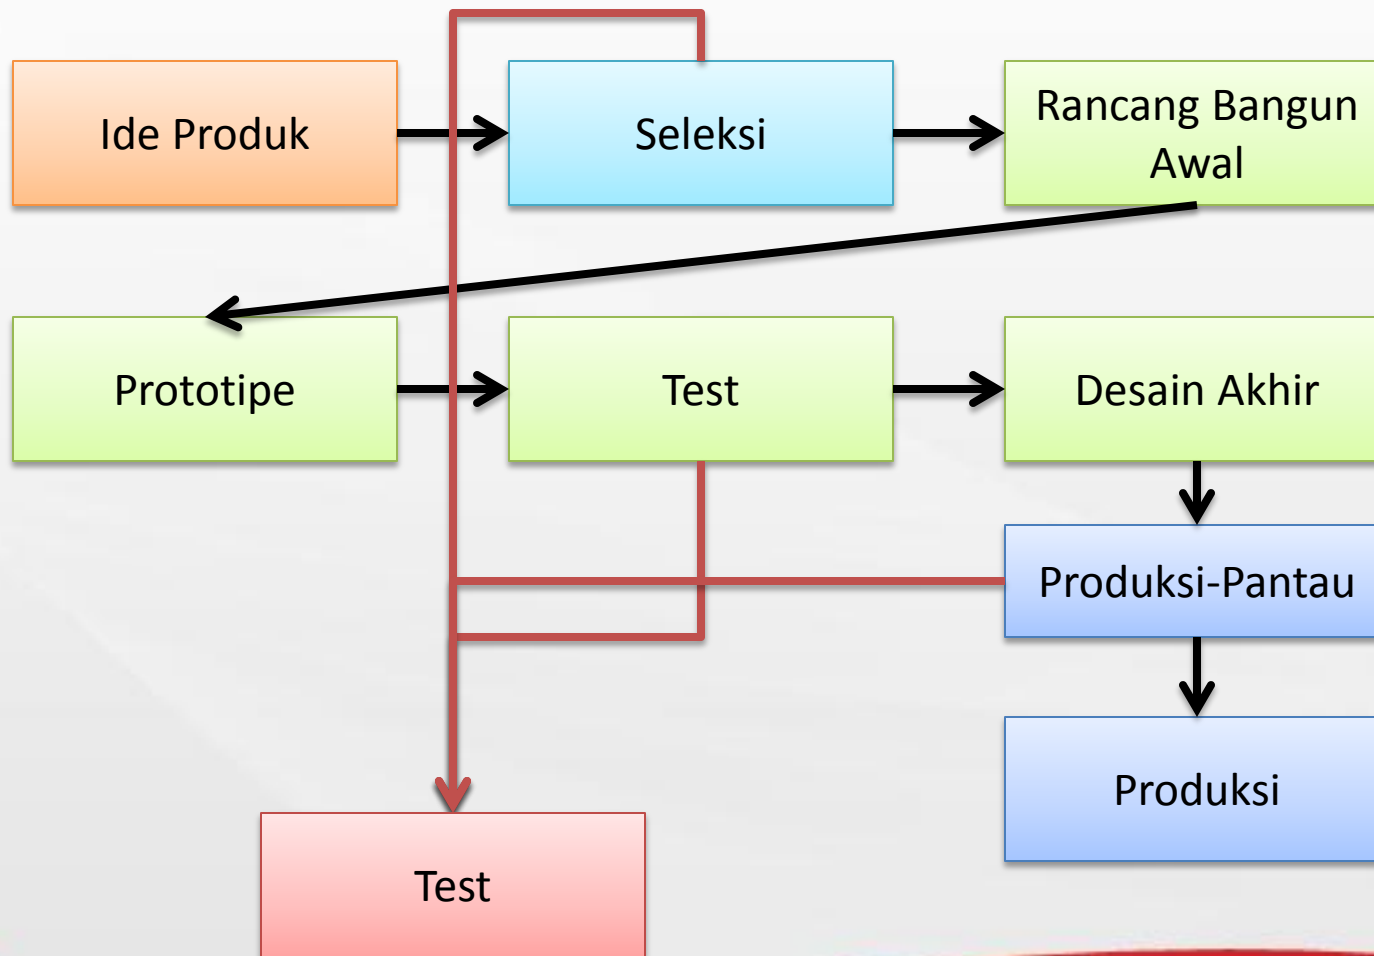 Ide Produk
Seleksi
Rancang Bangun
Awal
Prototipe
Test
Desain Akhir
Produksi-Pantau
Produksi
Test